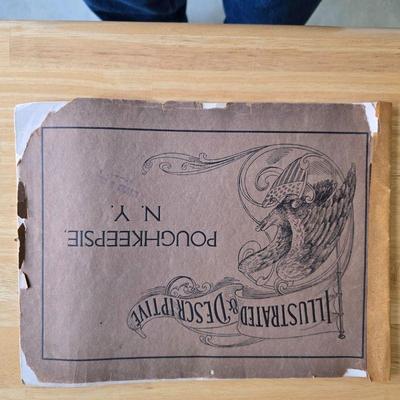 ILLUSTRATED & DESCRIPTIVE
POUGHKEEPSIE,
N. Y.